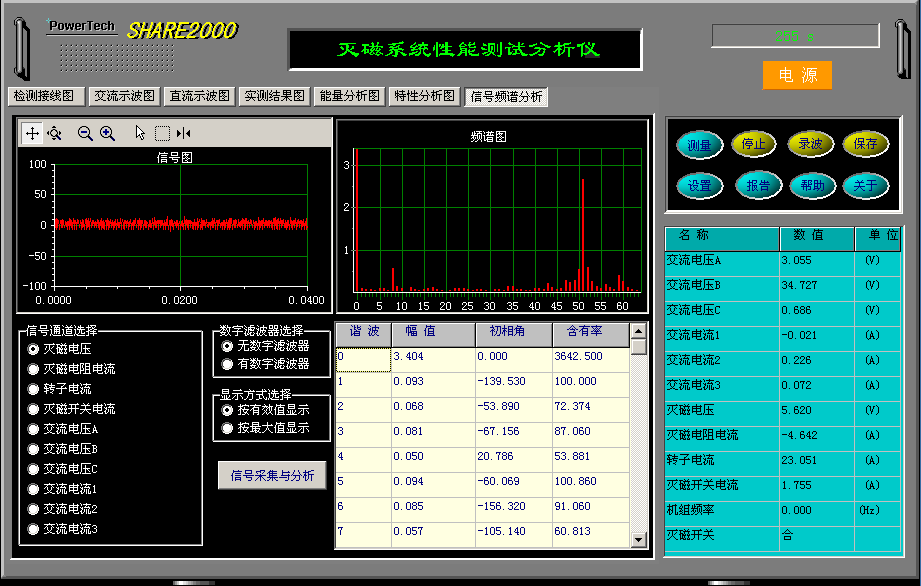 PowerTech SHARE2000
灭磁系統性能测试分析仪
255 s
电 源
检测接线图 交流示波图 直流示波图 实测结果图 能量分析图 特性分析图 信号频谱分析
信号图
100
50
0
-50
-100
0.0000 0.0200 0.0400
频谱图
3
2
1
0 5 10 15 20 25 30 35 40 45 50 55 60
测量 停止 录波 保存
设置 报告 帮助 关于
信号通道选择
灭磁电压
灭磁电阻电流
转子电流
灭磁开关电流
交流电压A
交流电压B
交流电压C
交流电流1
交流电流2
交流电流3
数字滤波器选择
无数字滤波器
有数字滤波器
显示方式选择
按有效值显示
按最大值显示
信号采集与分析
谐 波 幅 值 初相角 含有率
0 3.404 0.000 3642.500
1 0.093 -139.530 100.000
2 0.068 -53.890 72.374
3 0.081 -67.156 87.060
4 0.050 20.786 53.881
5 0.094 -60.069 100.860
6 0.085 -156.320 91.060
7 0.057 -105.140 60.813
名 称 数 值 单 位
交流电压A 3.055 (V)
交流电压B 34.727 (V)
交流电压C 0.686 (V)
交流电流1 -0.021 (A)
交流电流2 0.226 (A)
交流电流3 0.072 (A)
灭磁电压 5.620 (V)
灭磁电阻电流 -4.642 (A)
转子电流 23.051 (A)
灭磁开关电流 1.755 (A)
机组频率 0.000 (Hz)
灭磁开关 合